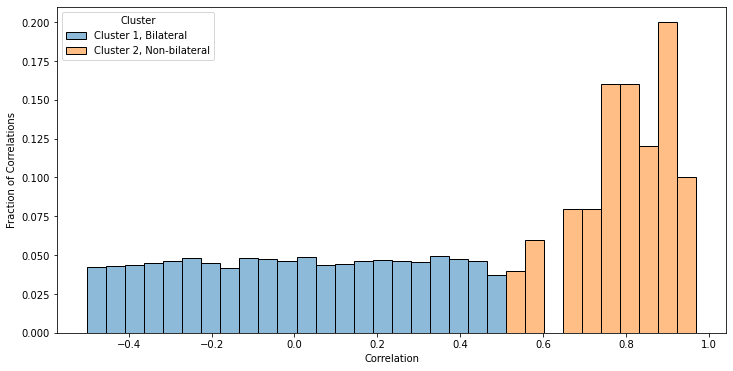 Cluster
Cluster 1, Bilateral
Cluster 2, Non-bilateral
Fraction of Correlations
0.200
0.175
0.150
0.125
0.100
0.075
0.050
0.025
0.000
−0.4 −0.2 0.0 0.2 0.4 0.6 0.8 1.0
Correlation